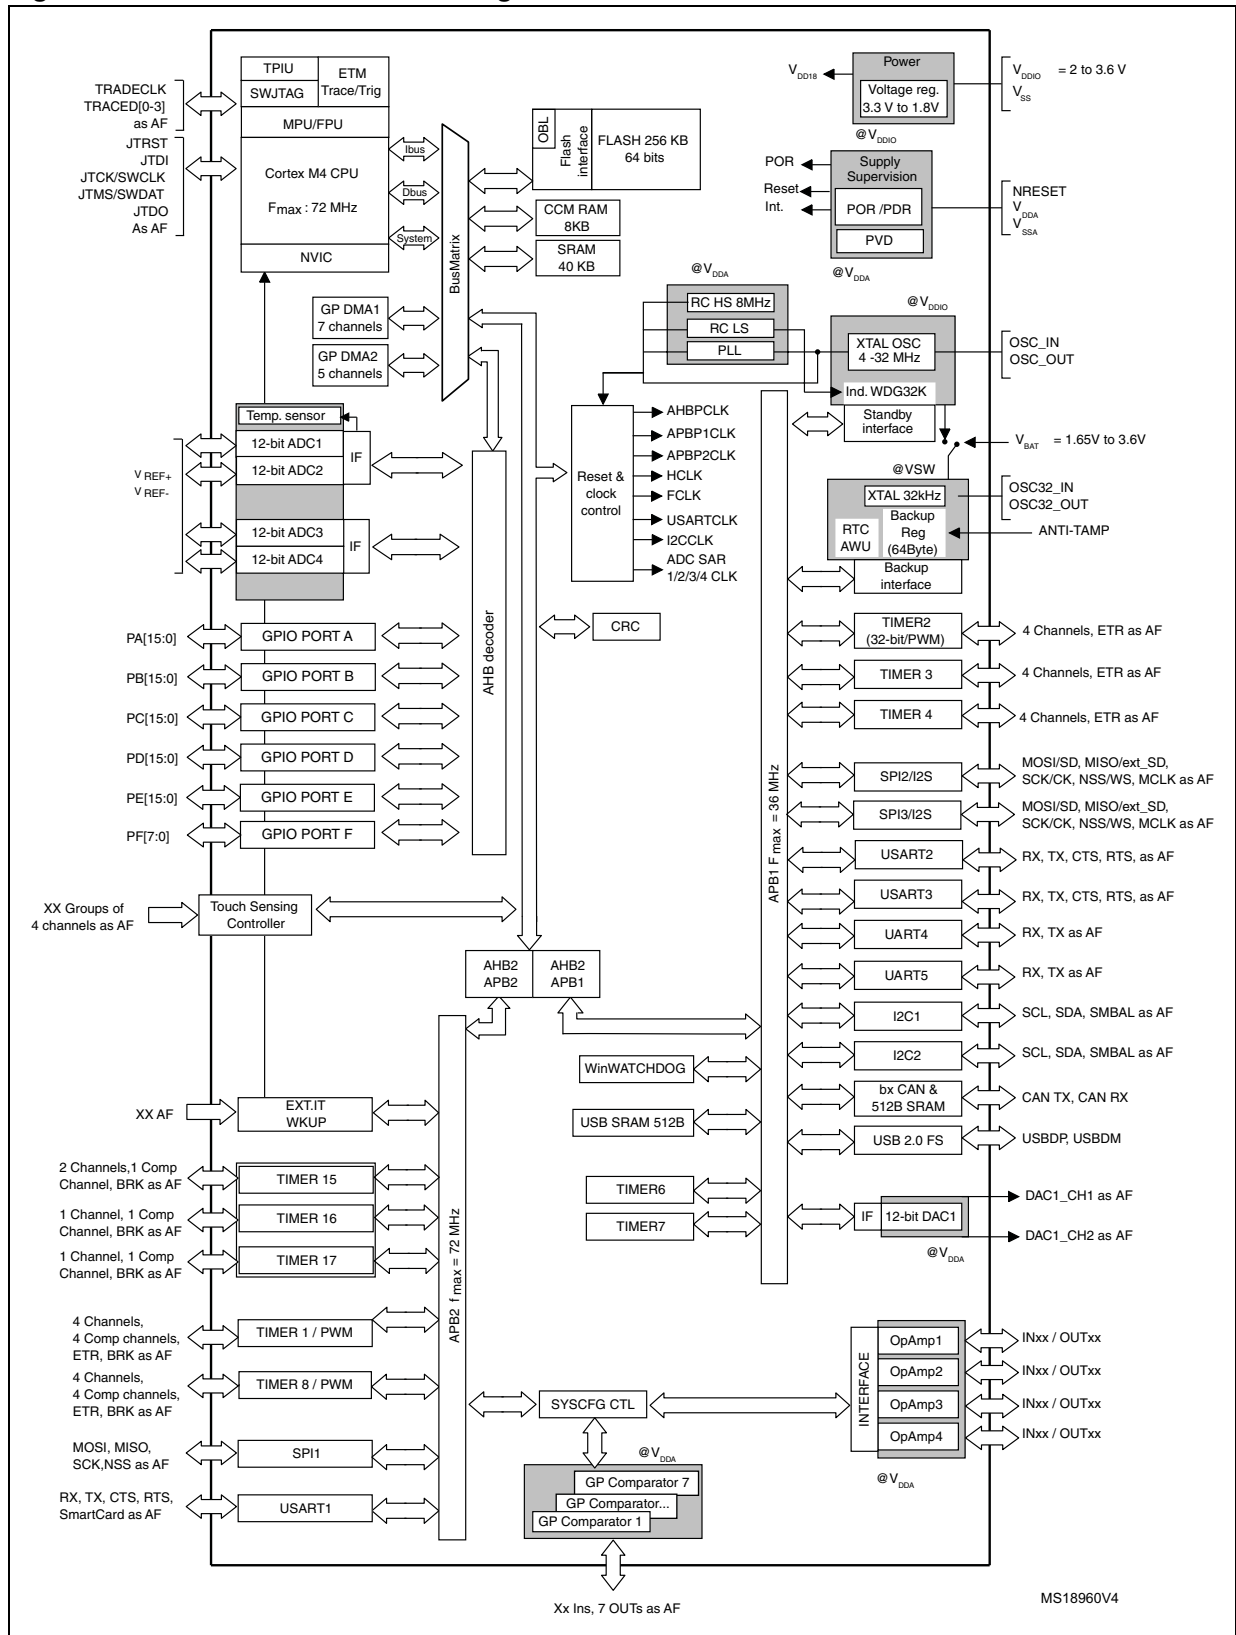 TPIU
SWJTAG
ETM
Trace/Trig
MPU/FPU
Cortex M4 CPU
Fmax : 72 MHz
NVIC
TRADECLK
TRACED[0-3]
as AF
JTRST
JTDI
JTCK/SWCLK
JTMS/SWDAT
JTDO
As AF
Ibus
Dbus
System
BusMatrix
OBL
Flash
interface
FLASH 256 KB
64 bits
CCM RAM
8KB
SRAM
40 KB
GP DMA1
7 channels
GP DMA2
5 channels
VDD18
Power
Voltage reg.
3.3 V to 1.8V
VDDIO = 2 to 3.6 V
VSS
@VDDIO
POR
Reset
Int.
Supply
Supervision
POR /PDR
PVD
NRESET
VDDA
VSSA
@VDDA
@VDDA
RC HS 8MHz
RC LS
PLL
@VDDIO
XTAL OSC
4 -32 MHz
OSC_IN
OSC_OUT
Ind. WDG32K
Standby
interface
VBAT = 1.65V to 3.6V
@VSW
XTAL 32kHz
OSC32_IN
OSC32_OUT
RTC
AWU
Backup
Reg
(64Byte)
ANTI-TAMP
Backup
interface
Reset &
clock
control
AHBPCLK
APBP1CLK
APBP2CLK
HCLK
FCLK
USARTCLK
I2CCLK
ADC SAR
1/2/3/4 CLK
Temp. sensor
12-bit ADC1
12-bit ADC2
IF
V REF+
V REF-
12-bit ADC3
12-bit ADC4
IF
AHB decoder
CRC
PA[15:0]
GPIO PORT A
PB[15:0]
GPIO PORT B
PC[15:0]
GPIO PORT C
PD[15:0]
GPIO PORT D
PE[15:0]
GPIO PORT E
PF[7:0]
GPIO PORT F
XX Groups of
4 channels as AF
Touch Sensing
Controller
AHB2
APB2
AHB2
APB1
APB1 F max = 36 MHz
TIMER2
(32-bit/PWM)
4 Channels, ETR as AF
TIMER 3
4 Channels, ETR as AF
TIMER 4
4 Channels, ETR as AF
SPI2/I2S
MOSI/SD, MISO/ext_SD,
SCK/CK, NSS/WS, MCLK as AF
SPI3/I2S
MOSI/SD, MISO/ext_SD,
SCK/CK, NSS/WS, MCLK as AF
USART2
RX, TX, CTS, RTS, as AF
USART3
RX, TX, CTS, RTS, as AF
UART4
RX, TX as AF
UART5
RX, TX as AF
I2C1
SCL, SDA, SMBAL as AF
I2C2
SCL, SDA, SMBAL as AF
bx CAN &
512B SRAM
CAN TX, CAN RX
USB 2.0 FS
USBDP, USBDM
IF
12-bit DAC1
DAC1_CH1 as AF
DAC1_CH2 as AF
@VDDA
WinWATCHDOG
USB SRAM 512B
TIMER6
TIMER7
XX AF
EXT.IT
WKUP
2 Channels,1 Comp
Channel, BRK as AF
TIMER 15
1 Channel, 1 Comp
Channel, BRK as AF
TIMER 16
1 Channel, 1 Comp
Channel, BRK as AF
TIMER 17
APB2 f max = 72 MHz
4 Channels,
4 Comp channels,
ETR, BRK as AF
TIMER 1 / PWM
4 Channels,
4 Comp channels,
ETR, BRK as AF
TIMER 8 / PWM
MOSI, MISO,
SCK,NSS as AF
SPI1
RX, TX, CTS, RTS,
SmartCard as AF
USART1
SYSCFG CTL
@VDDA
GP Comparator 7
GP Comparator...
GP Comparator 1
Xx Ins, 7 OUTs as AF
INTERFACE
OpAmp1
INxx / OUTxx
OpAmp2
INxx / OUTxx
OpAmp3
INxx / OUTxx
OpAmp4
INxx / OUTxx
@VDDA
MS18960V4